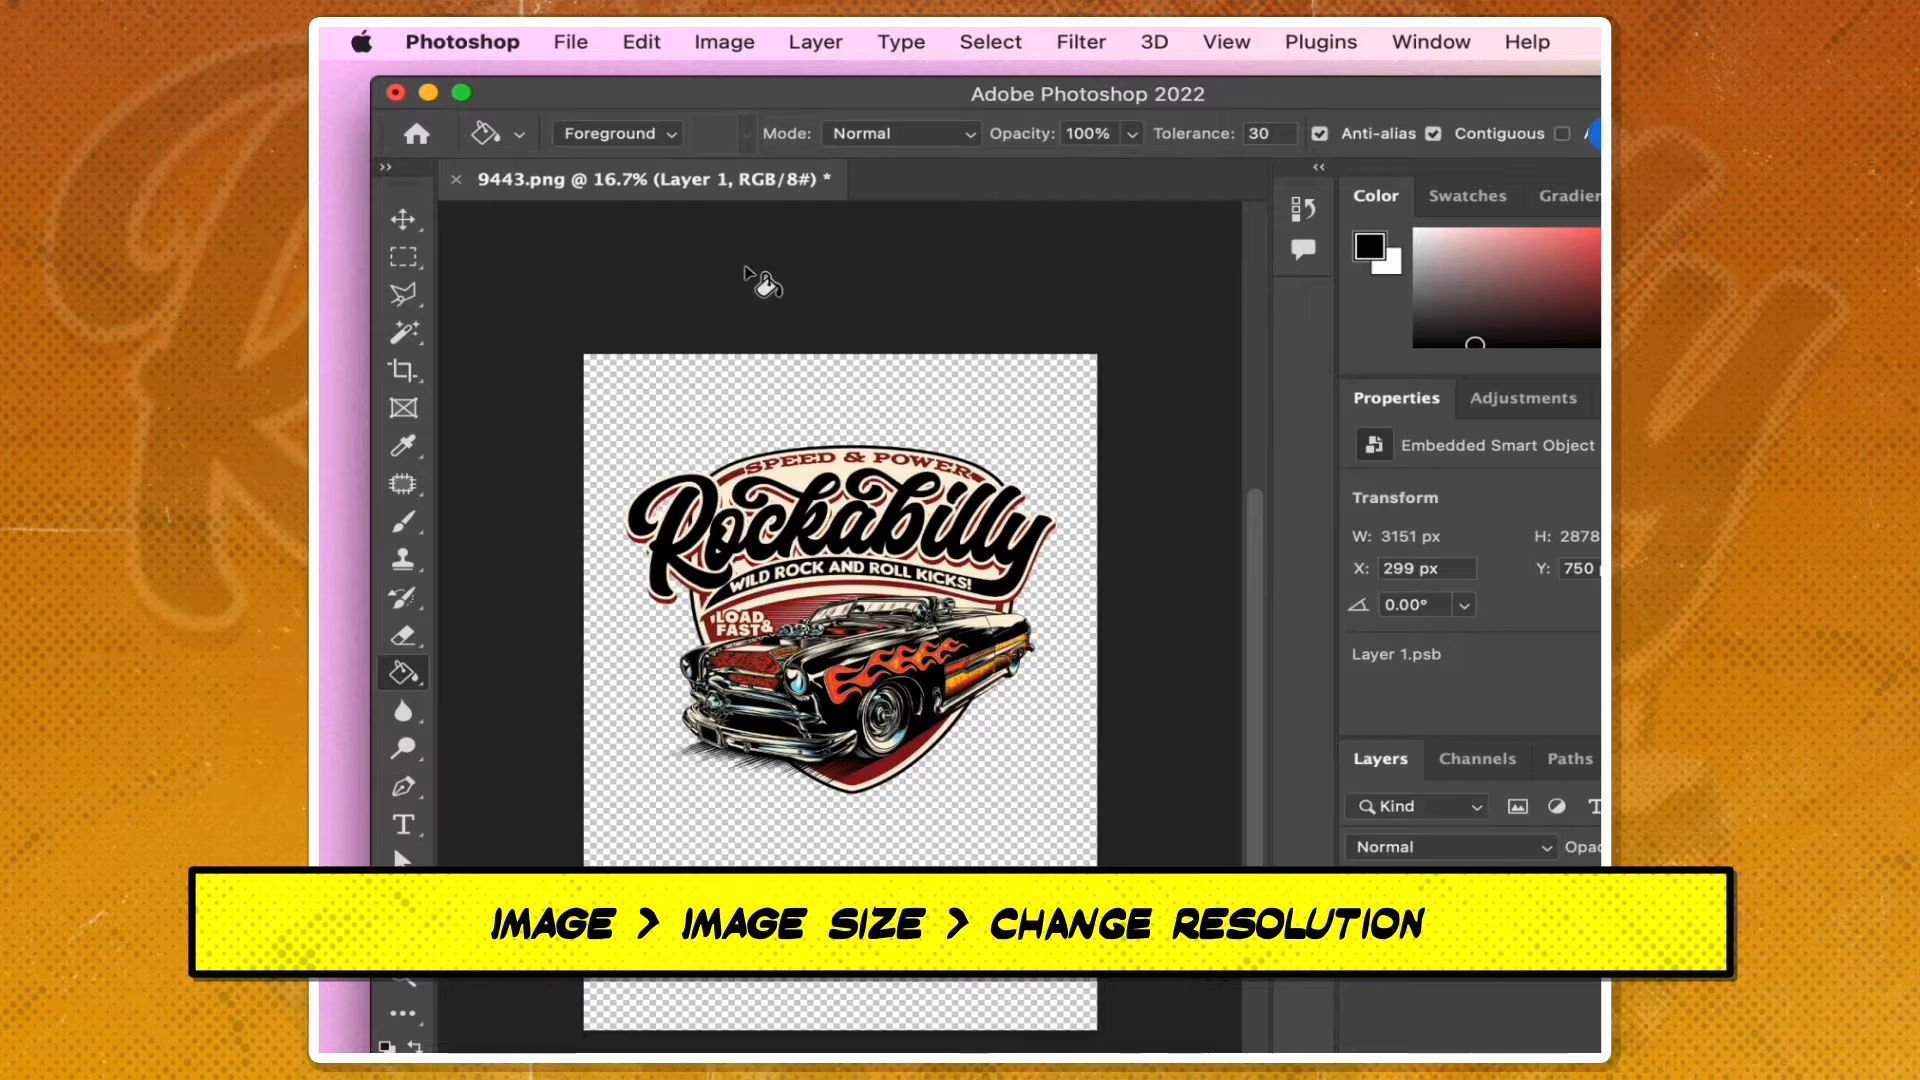 Photoshop File Edit Image Layer Type Select Filter 3D View Plugins Window Help
Adobe Photoshop 2022
Foreground Mode: Normal Opacity: 100% Tolerance: 30 Anti-alias Contiguous
9443.png @ 16.7% (Layer 1, RGB/8#) *
Color Swatches Gradien
SPEED & POWER
Rockabilly
WILD ROCK AND ROLL KICKS!
LOAD &
FAST
Properties Adjustments
Embedded Smart Object
Transform
W: 3151 px H: 2878
X: 299 px Y: 750
0.00°
Layer 1.psb
Layers Channels Paths
Kind
Normal Opac
IMAGE > IMAGE SIZE > CHANGE RESOLUTION